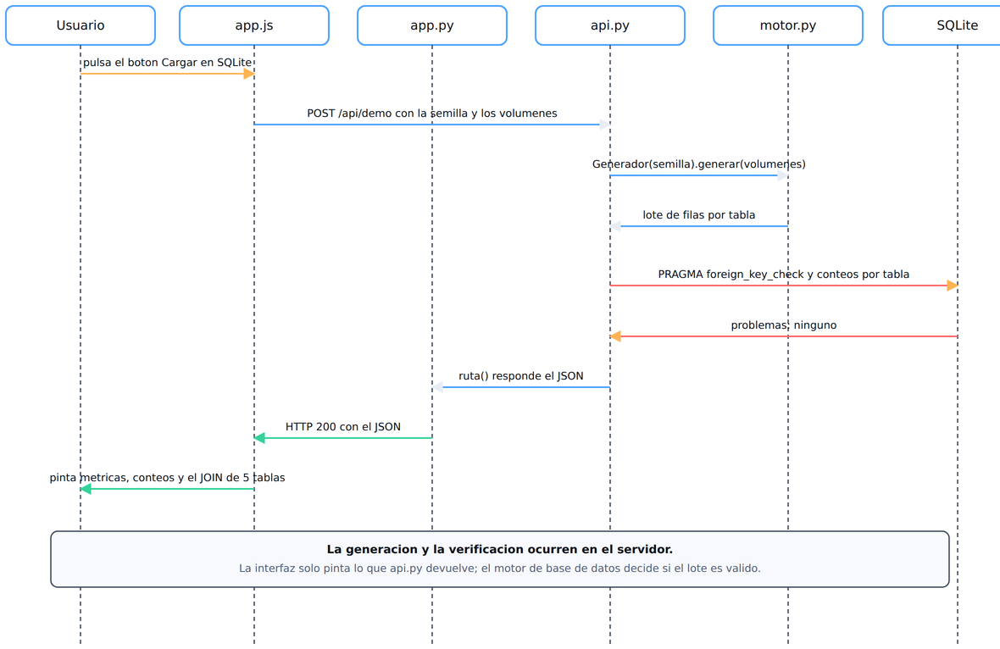 Usuario
app.js
app.py
api.py
motor.py
SQLite
pulsa el boton Cargar en SQLite
POST /api/demo con la semilla y los volumenes
Generador(semilla).generar(volumenes)
lote de filas por tabla
PRAGMA foreign_key_check y conteos por tabla
problemas: ninguno
ruta() responde el JSON
HTTP 200 con el JSON
pinta metricas, conteos y el JOIN de 5 tablas
La generacion y la verificacion ocurren en el servidor.
La interfaz solo pinta lo que api.py devuelve; el motor de base de datos decide si el lote es valido.